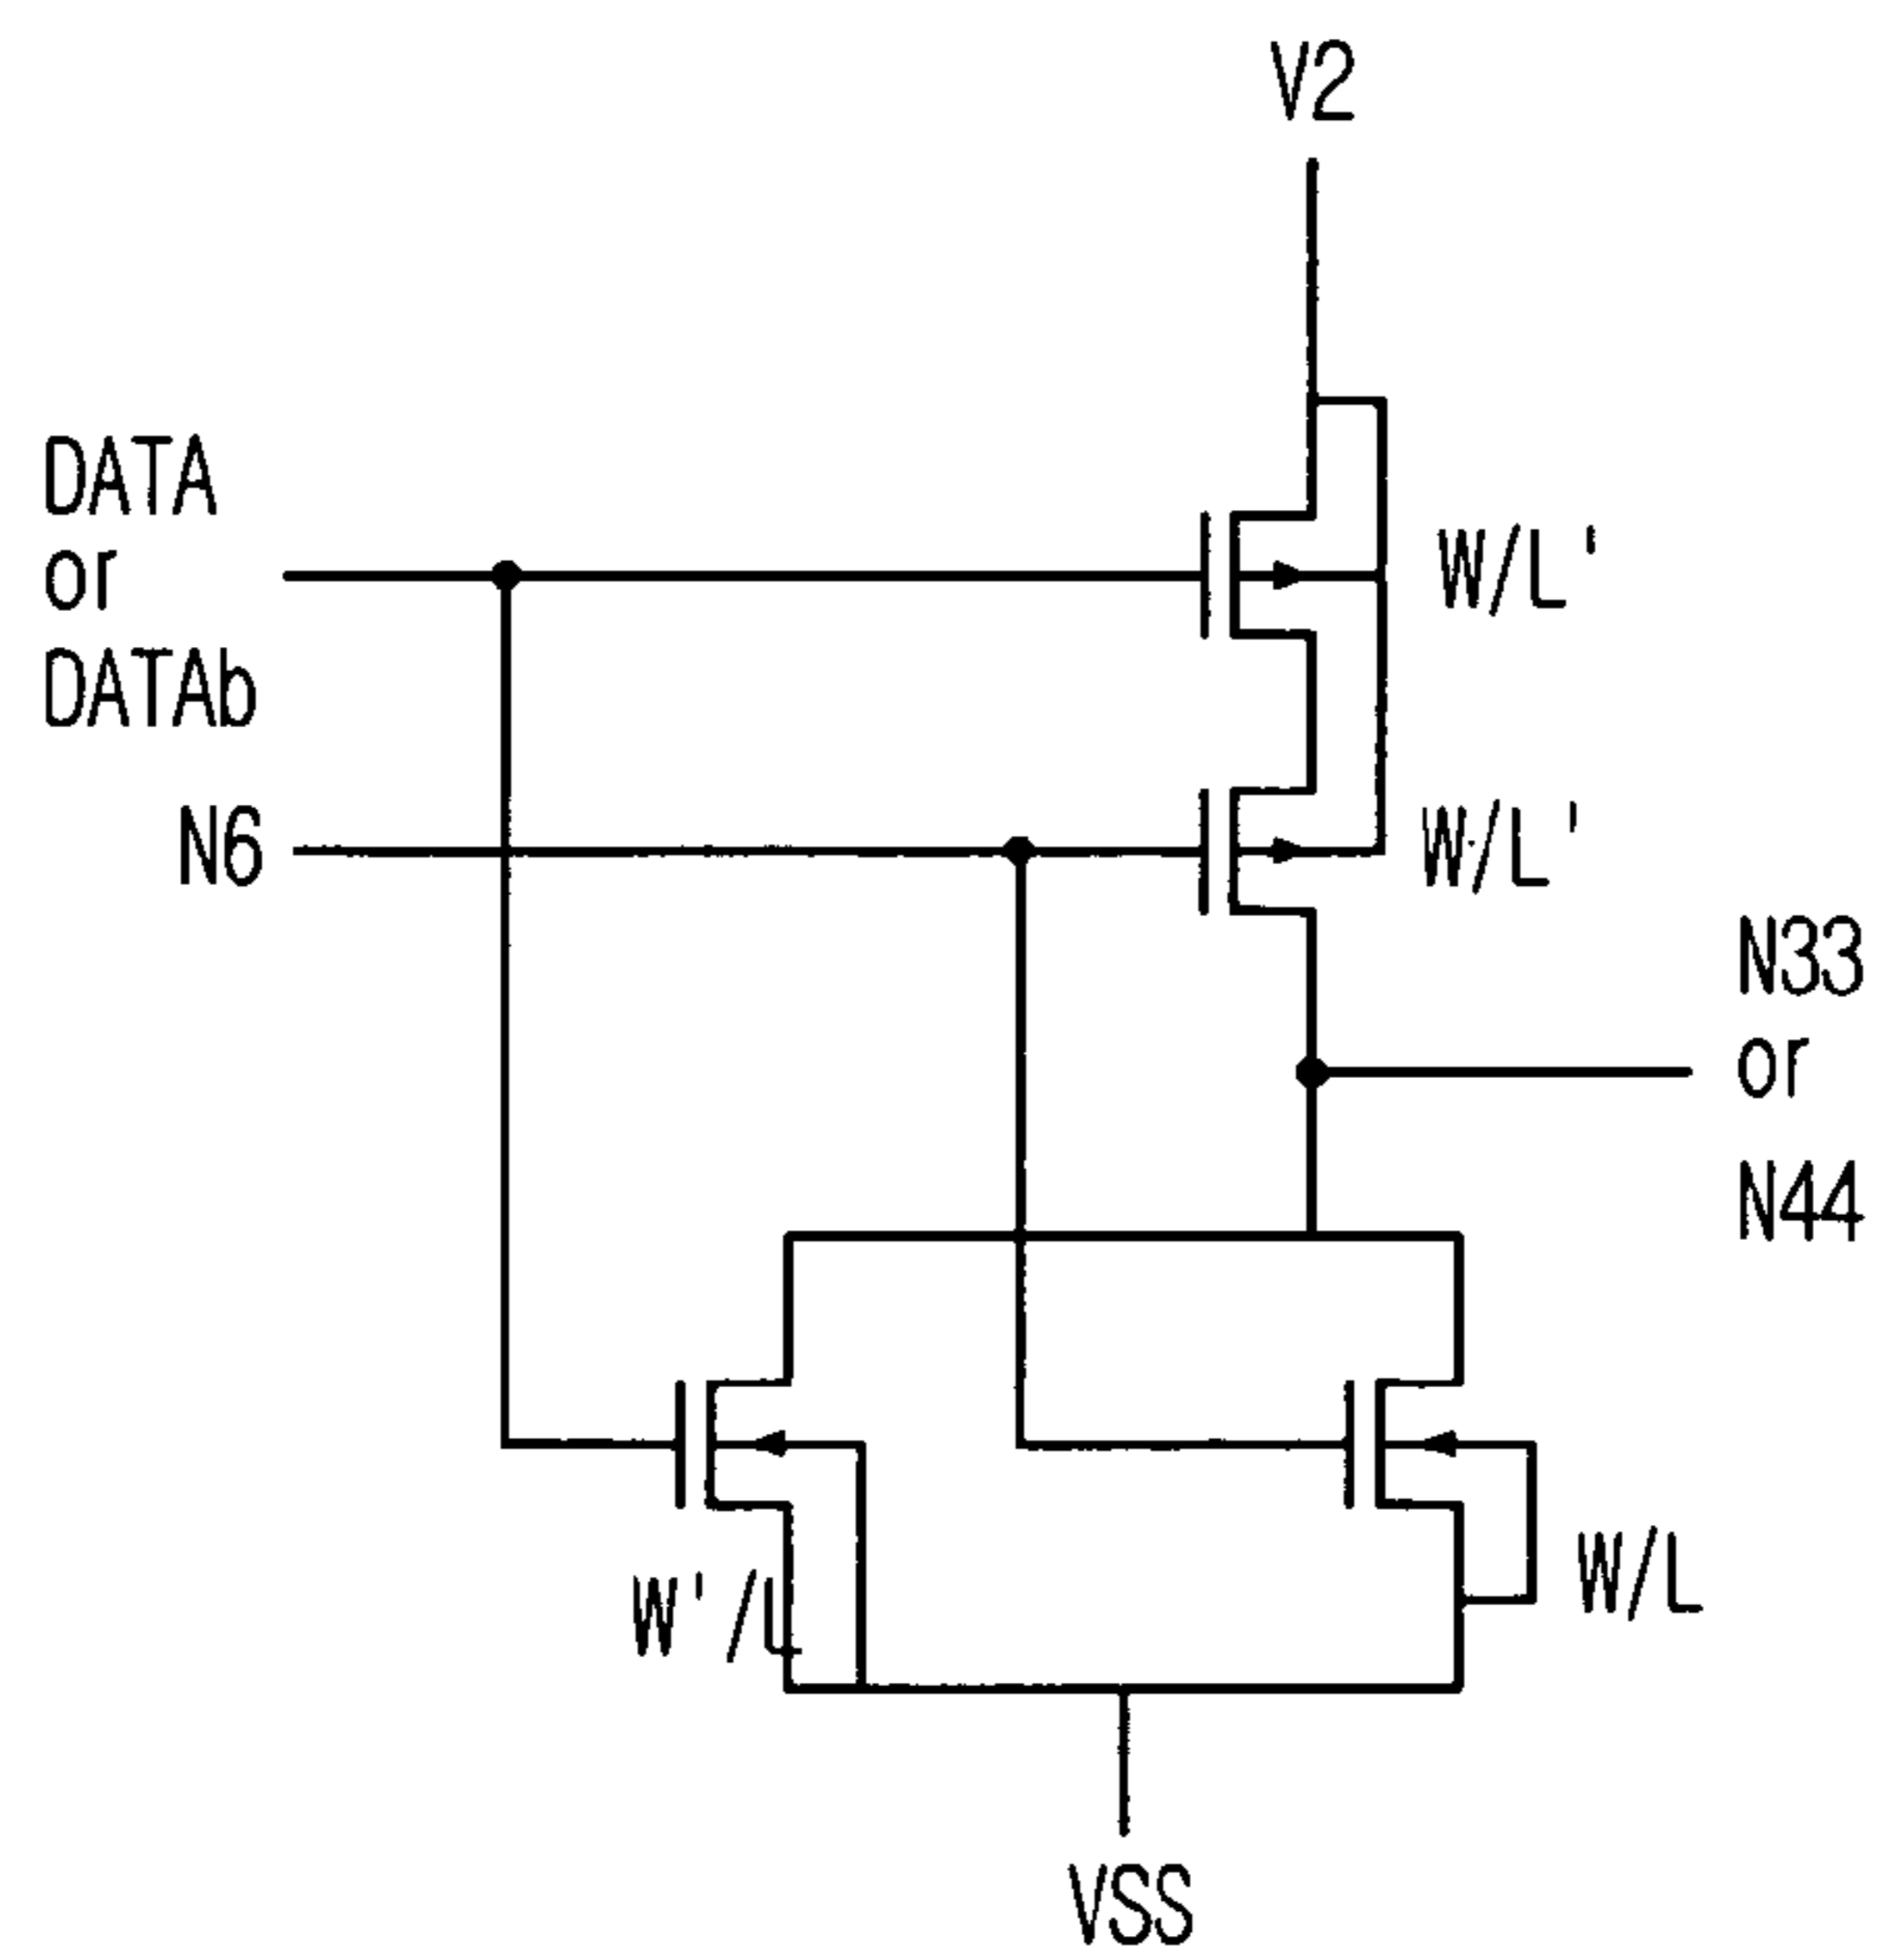 V2
DATA
or
DATAb
W/L'
N6
W/L'
N33
or
N44
W'/L
W/L
VSS